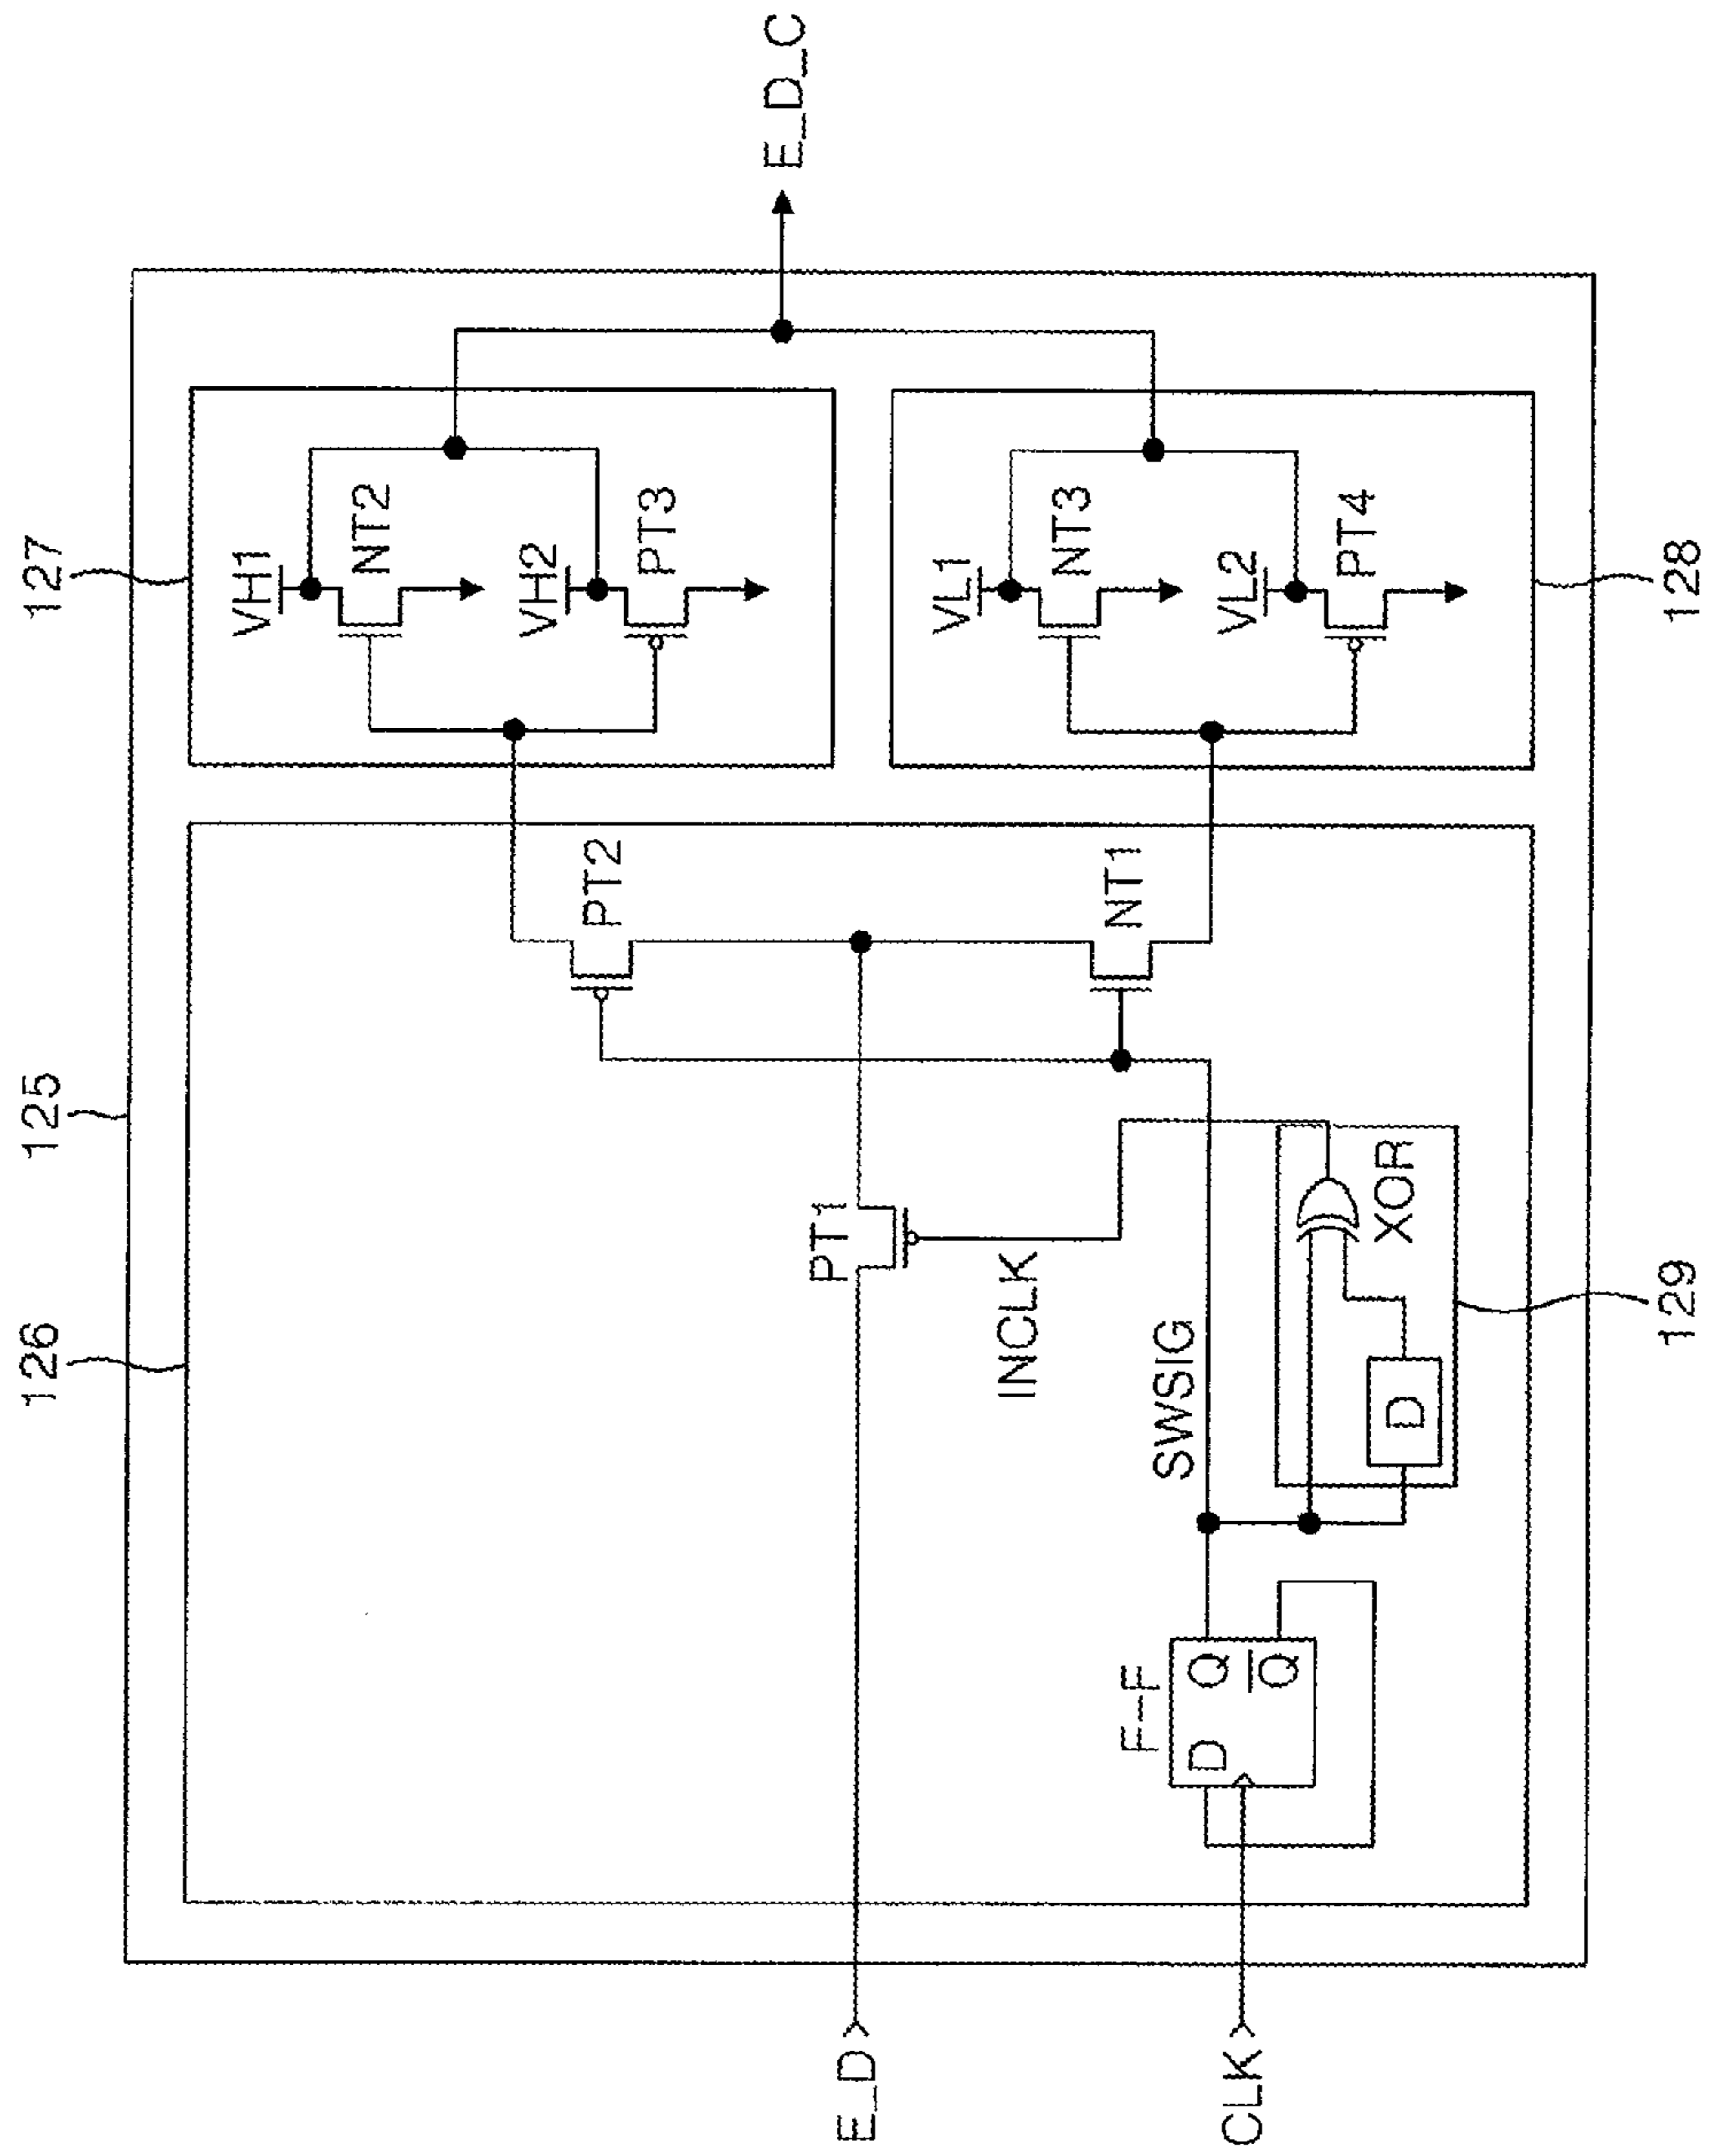 125
126
127
PT1
PT2
VH1
NT2
VH2
PT3
E_D
E_D_C
INCLK
SWSIG
NT1
VL1
NT3
VL2
PT4
F-F
D
Q
Q
CLK
D
XOR
129
128